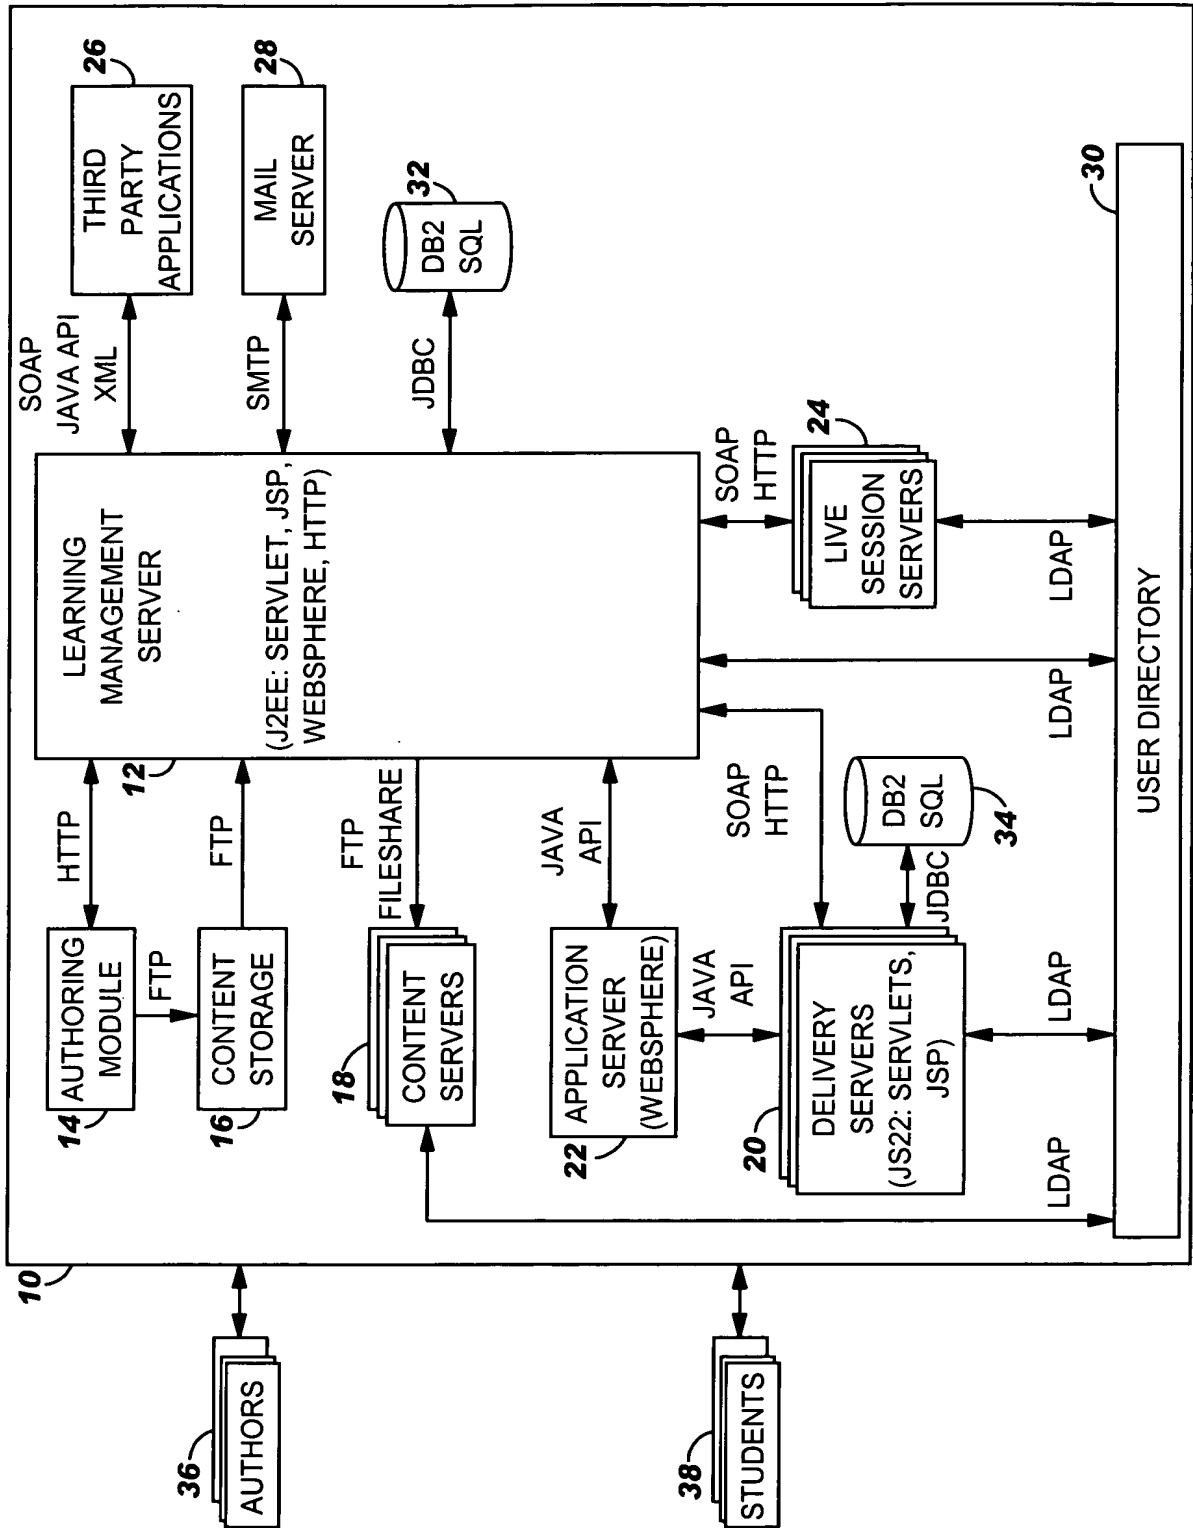 10
36
AUTHORS
38
STUDENTS
14
AUTHORING
MODULE
HTTP
FTP
16
CONTENT
STORAGE
FTP
18
CONTENT
SERVERS
FTP
FILESHARE
22
APPLICATION
SERVER
(WEBSPHERE)
JAVA
API
JAVA
API
20
DELIVERY
SERVERS
(JS22: SERVLETS,
JSP)
SOAP
HTTP
JDBC
DB2
SQL
34
12
LEARNING
MANAGEMENT
SERVER
(J2EE: SERVLET, JSP,
WEBSPHERE, HTTP)
SOAP
JAVA API
XML
26
THIRD
PARTY
APPLICATIONS
SMTP
28
MAIL
SERVER
JDBC
32
DB2
SQL
SOAP
HTTP
24
LIVE
SESSION
SERVERS
LDAP
LDAP
LDAP
LDAP
30
USER DIRECTORY